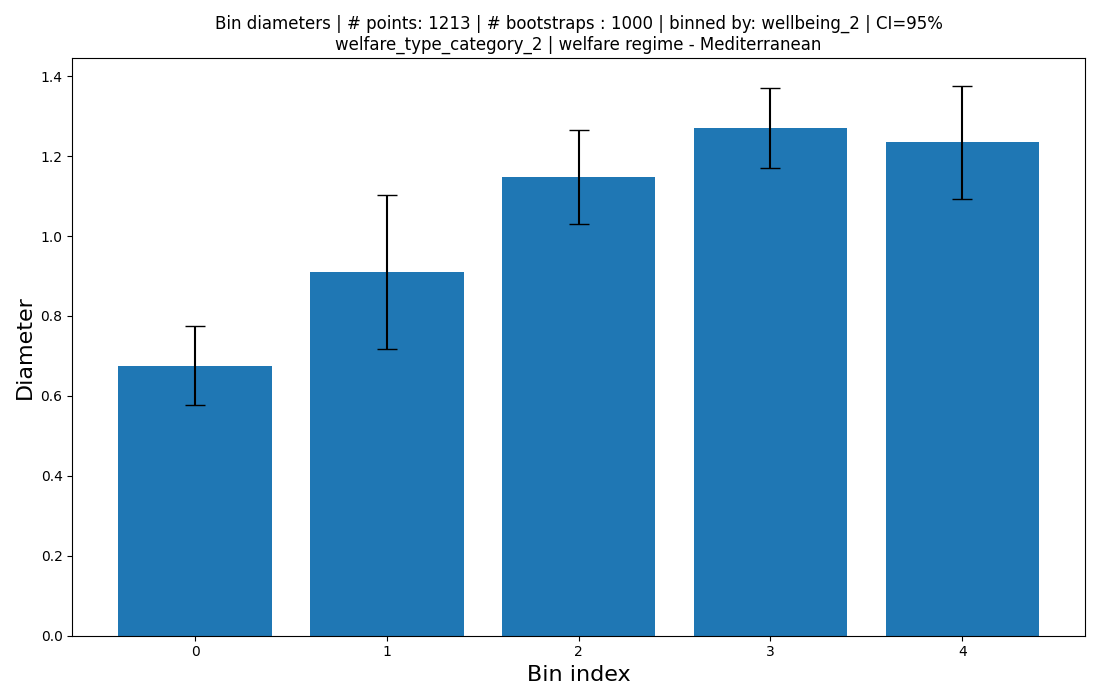 Bin diameters | # points: 1213 | # bootstraps : 1000 | binned by: wellbeing_2 | CI=95%
welfare_type_category_2 | welfare regime - Mediterranean
1.4
1.2
1.0
0.8
0.6
0.4
0.2
0.0
Diameter
0 1 2 3 4
Bin index